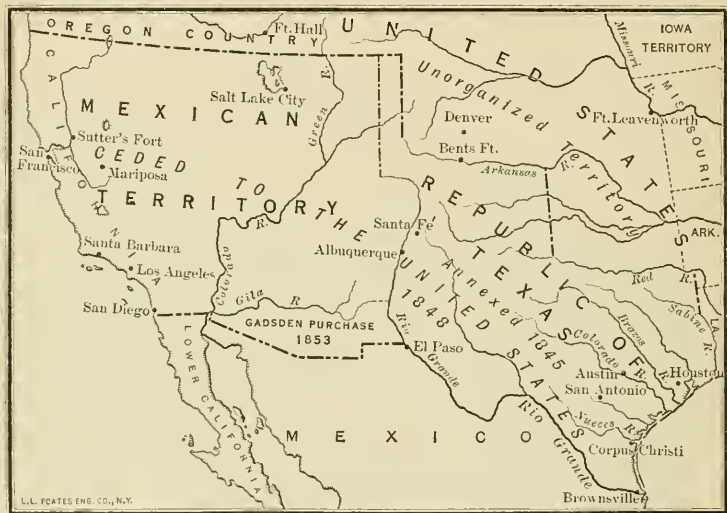 OREGON COUNTRY
Ft. Hall
UNITED STATES
Missouri R.
IOWA
TERRITORY
MISSOURI
Unorganized Territory
CALIFORNIA
MEXICAN
TERRITORY
Salt Lake City
Green R.
Denver
Bents Ft.
Ft. Leavenworth
Arkansas R.
Sutter's Fort
San
Francisco
Mariposa
CEDED TO THE UNITED STATES
1848
REPUBLIC OF
TEXAS
Annexed 1845
Santa Fe
Albuquerque
ARK.
Santa Barbara
Los Angeles
San Diego
Colorado R.
Gila R
Red R.
Sabine R.
LA.
GADSDEN PURCHASE
1853
Rio Grande
El Paso
Brazos R.
Colorado R.
Austin
Houston
San Antonio
Nueces R.
LOWER CALIFORNIA
MEXICO
Rio Grande
Corpus Christi
Brownsville
L.L. POATES ENG. CO., N.Y.